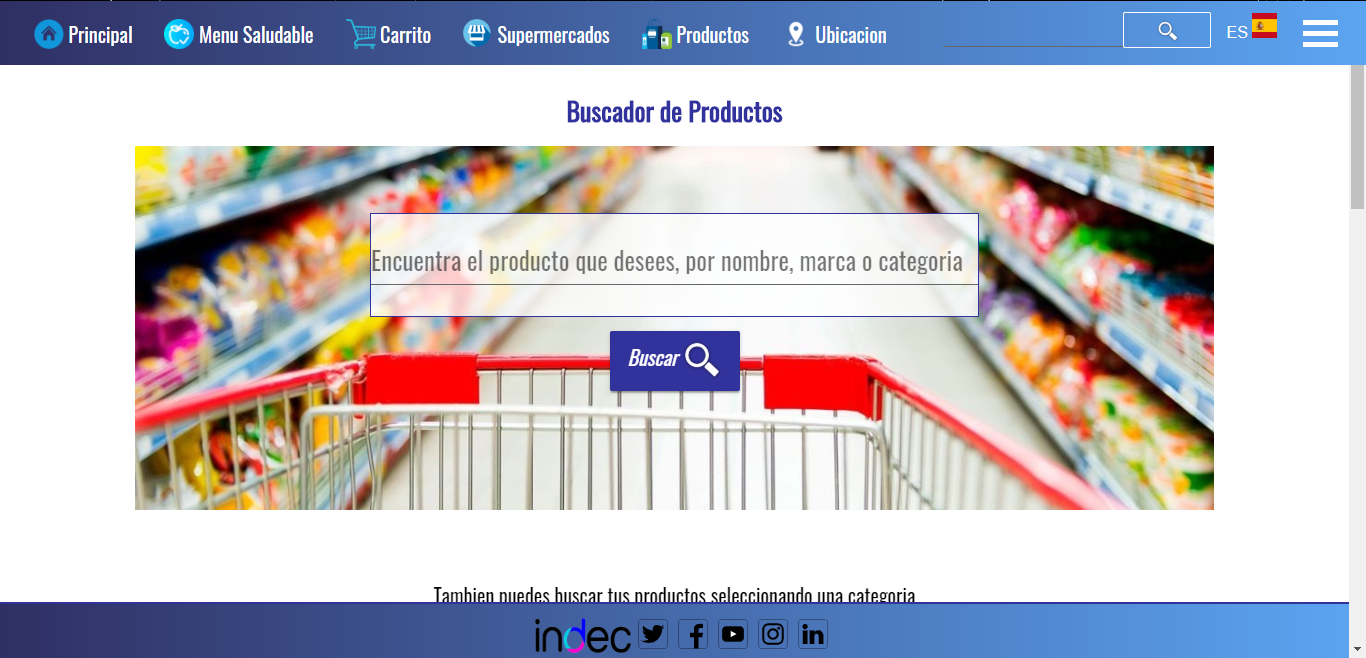 Principal Menu Saludable Carrito Supermercados Productos Ubicacion ES
Buscador de Productos
Encuentra el producto que desees, por nombre, marca o categoria
Buscar
Tambien puedes buscar tus productos seleccionando una categoria
indec